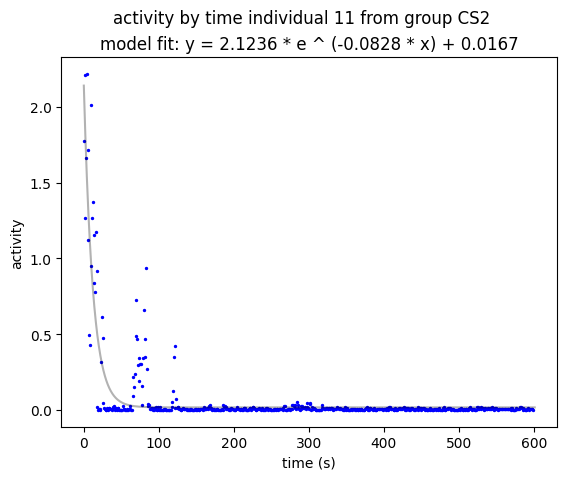 activity by time individual 11 from group CS2
model fit: y = 2.1236 * e ^ (-0.0828 * x) + 0.0167
2.0
1.5
1.0
0.5
0.0
activity
0 100 200 300 400 500 600
time (s)